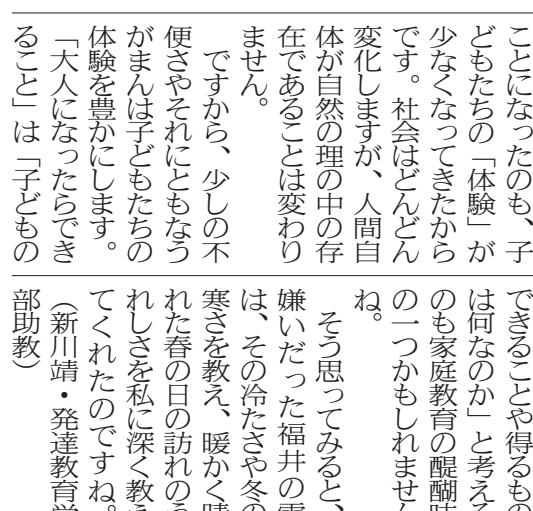 ことになったのも、子
どもたちの「体験」が
少なくなってきたから
です。社会はどんどん
変化しますが、人間自
体が自然の理の中の存
在であることは変わり
ません。
ですから、少しの不
便さやそれにともなう
がまんは子どもたちの
体験を豊かにします。
「大人になったらでき
ること」は「子どもの
できることや得るもの
は何なのか」と考える
のも家庭教育の醍醐味
の一つかもしれません
ね。
そう思ってみると、
嫌いだった福井の雪
は、その冷たさや冬の
寒さを教え、暖かく晴
れた春の日の訪れのう
れしさを私に深く教え
てくれたのですね。
（新川靖・発達教育学
部助教）